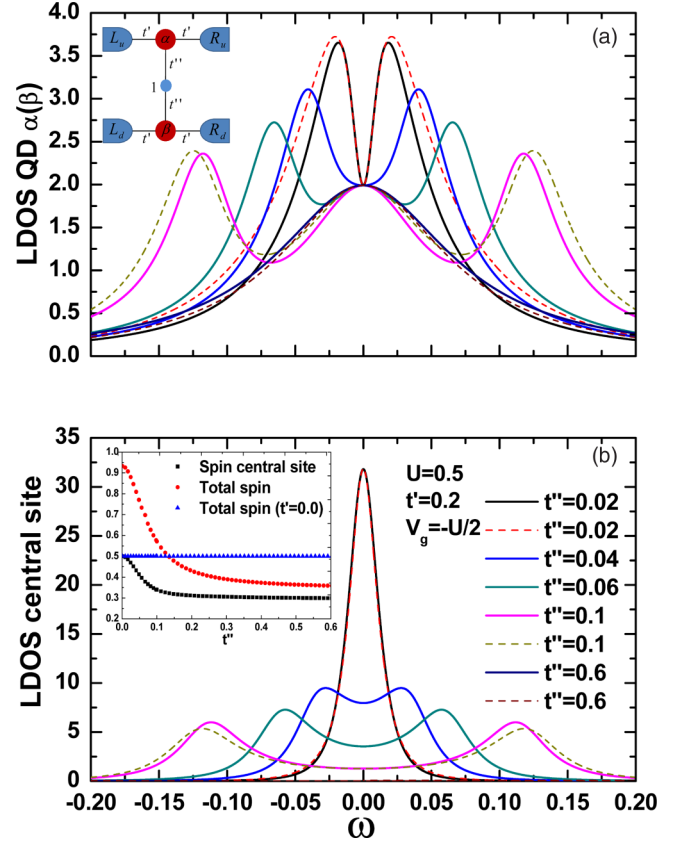 4.0
3.5
3.0
2.5
2.0
1.5
1.0
0.5
0.0
LDOS QD α(β)
(a)
L_u t' α t' R_u
t''
1
t''
L_d t' β t' R_d
35
30
25
20
15
10
5
0
LDOS central site
(b)
1.0
0.9
0.8
0.7
0.6
0.5
0.4
0.3
0.2
Spin central site
Total spin
Total spin (t'=0.0)
0.0 0.1 0.2 0.3 0.4 0.5 0.6
t''
U=0.5
t'=0.2
V_g=-U/2
t''=0.02
t''=0.02
t''=0.04
t''=0.06
t''=0.1
t''=0.1
t''=0.6
t''=0.6
-0.20 -0.15 -0.10 -0.05 0.00 0.05 0.10 0.15 0.20
ω